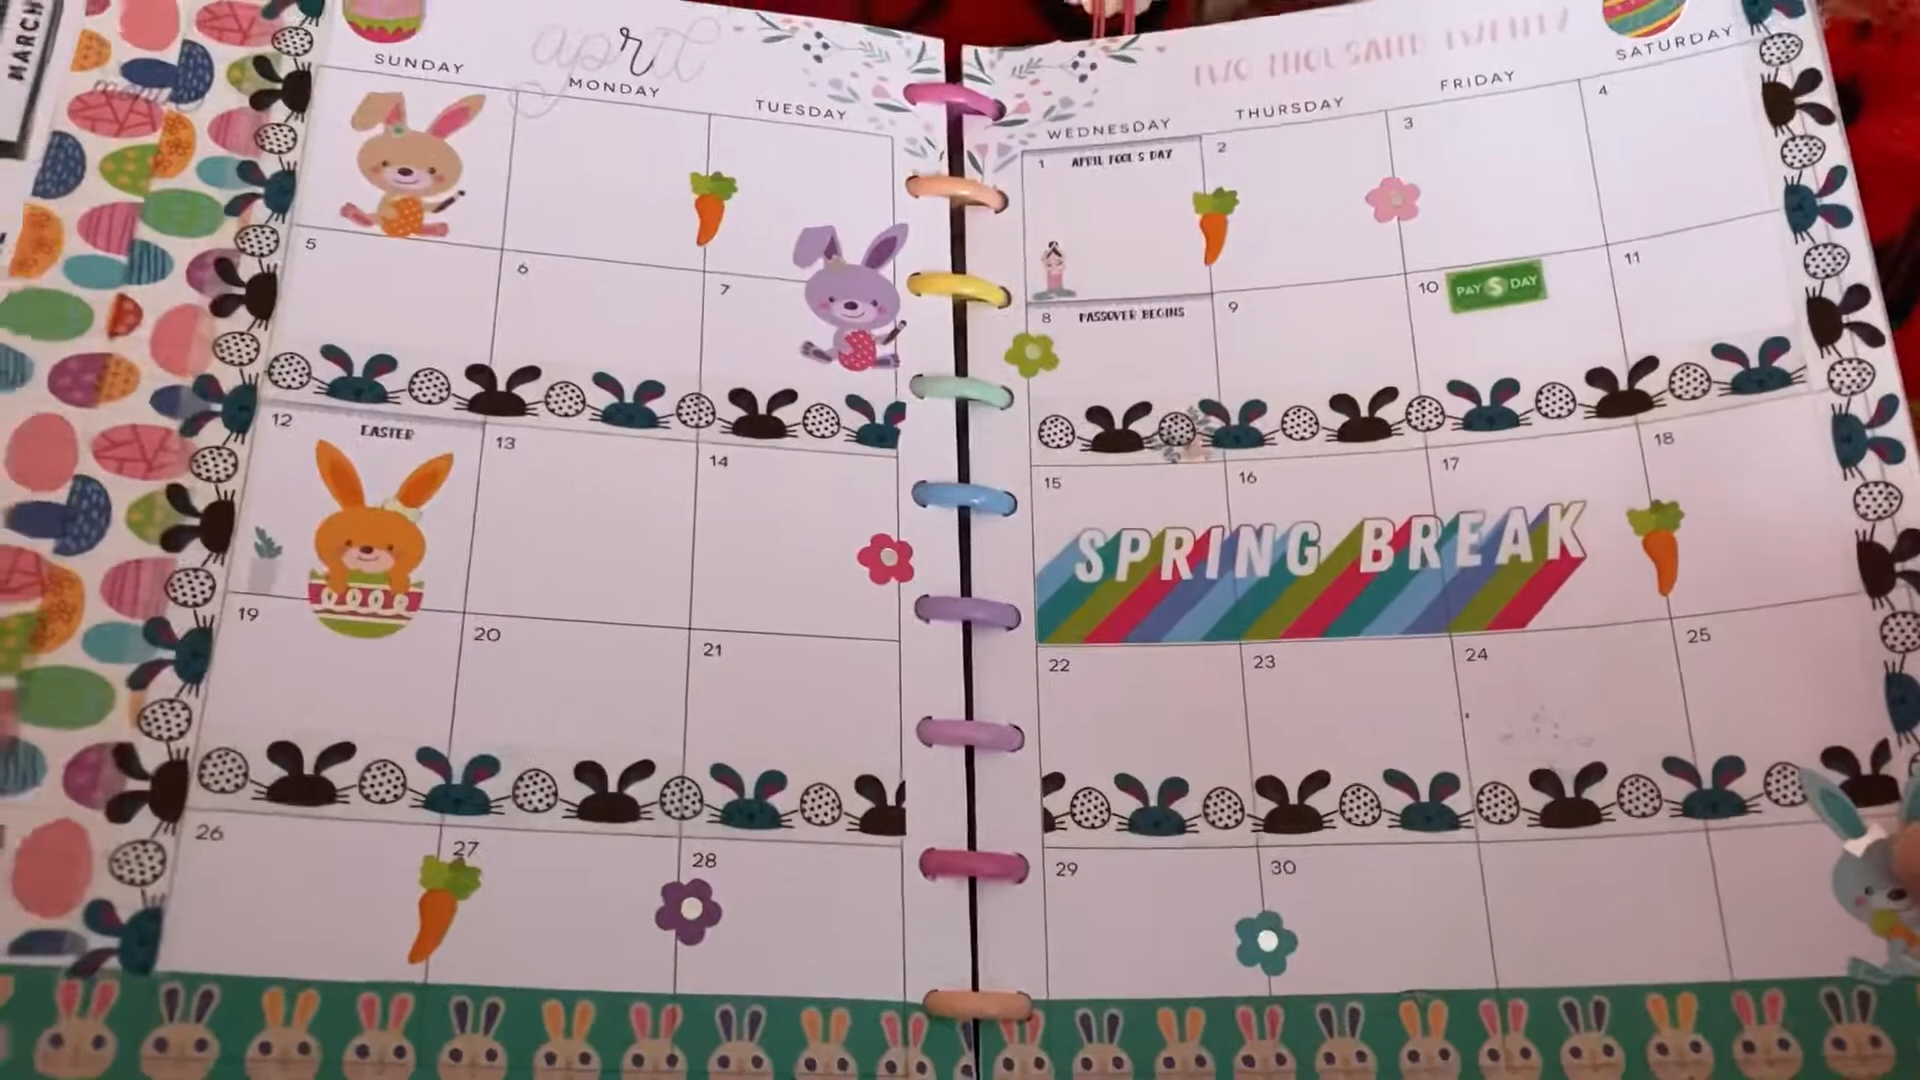 MARCH
april
TWO THOUSAND TWENTY
SUNDAY MONDAY TUESDAY WEDNESDAY THURSDAY FRIDAY SATURDAY
1 APRIL FOOL S DAY 2 3 4
5 6 7 8 PASSOVER BEGINS 9 10 PAY $ DAY 11
12 EASTER 13 14 15 16 17 18
SPRING BREAK
19 20 21 22 23 24 25
26 27 28 29 30